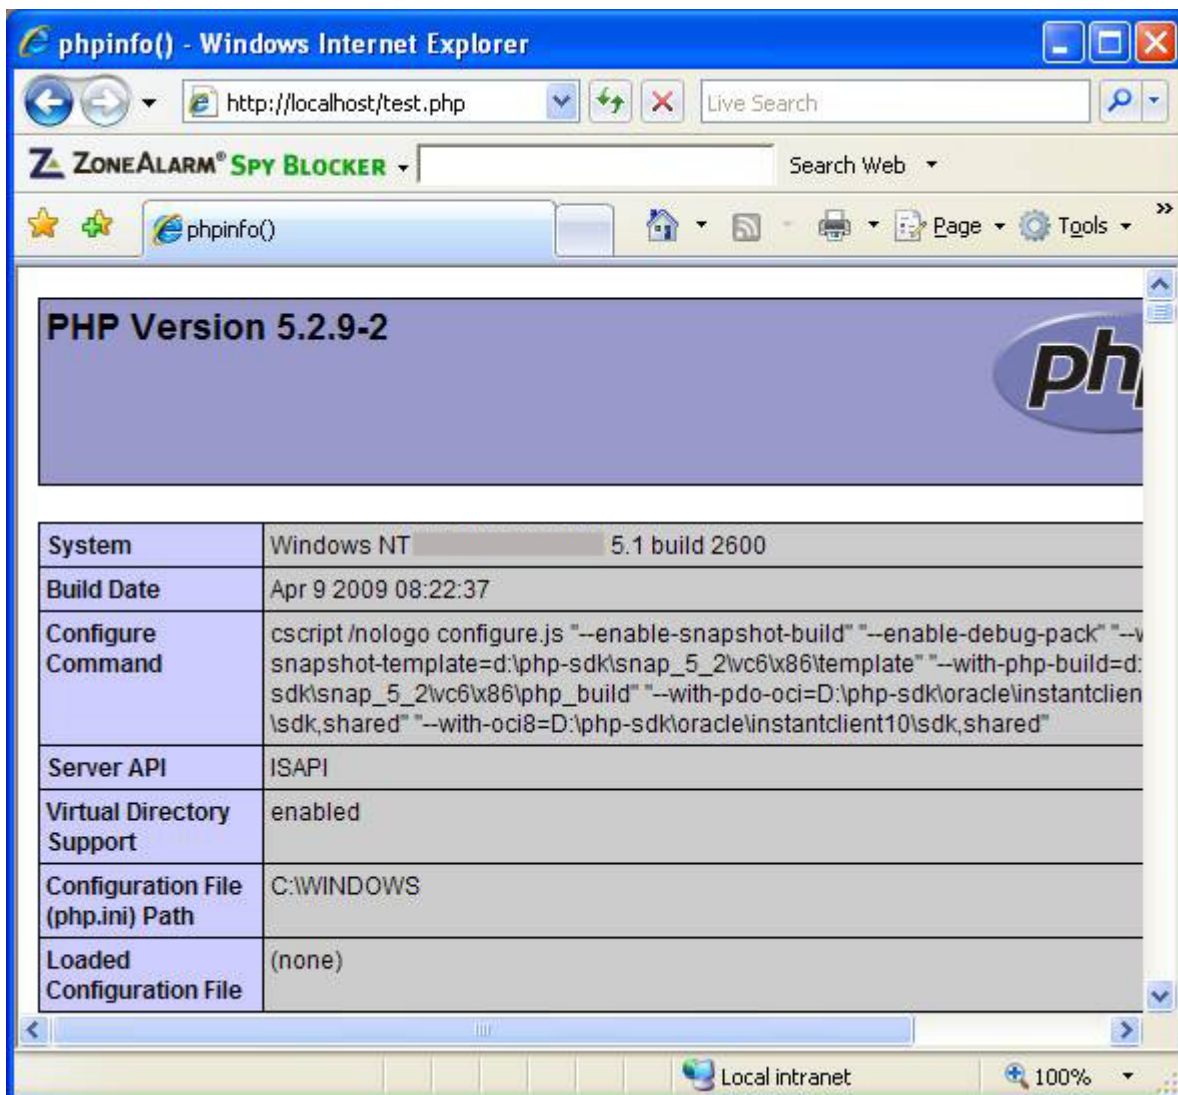 phpinfo() - Windows Internet Explorer
http://localhost/test.php
Live Search
ZONEALARM® SPY BLOCKER
Search Web
phpinfo()
Page
Tools
PHP Version 5.2.9-2
php
System
Windows NT 5.1 build 2600
Build Date
Apr 9 2009 08:22:37
Configure
Command
cscript /nologo configure.js "--enable-snapshot-build" "--enable-debug-pack" "--
snapshot-template=d:\php-sdk\snap_5_2\vc6\x86\template" "--with-php-build=d:
sdk\snap_5_2\vc6\x86\php_build" "--with-pdo-oci=D:\php-sdk\oracle\instantclien
\sdk,shared" "--with-oci8=D:\php-sdk\oracle\instantclient10\sdk,shared"
Server API
ISAPI
Virtual Directory
Support
enabled
Configuration File
(php.ini) Path
C:\WINDOWS
Loaded
Configuration File
(none)
Local intranet
100%